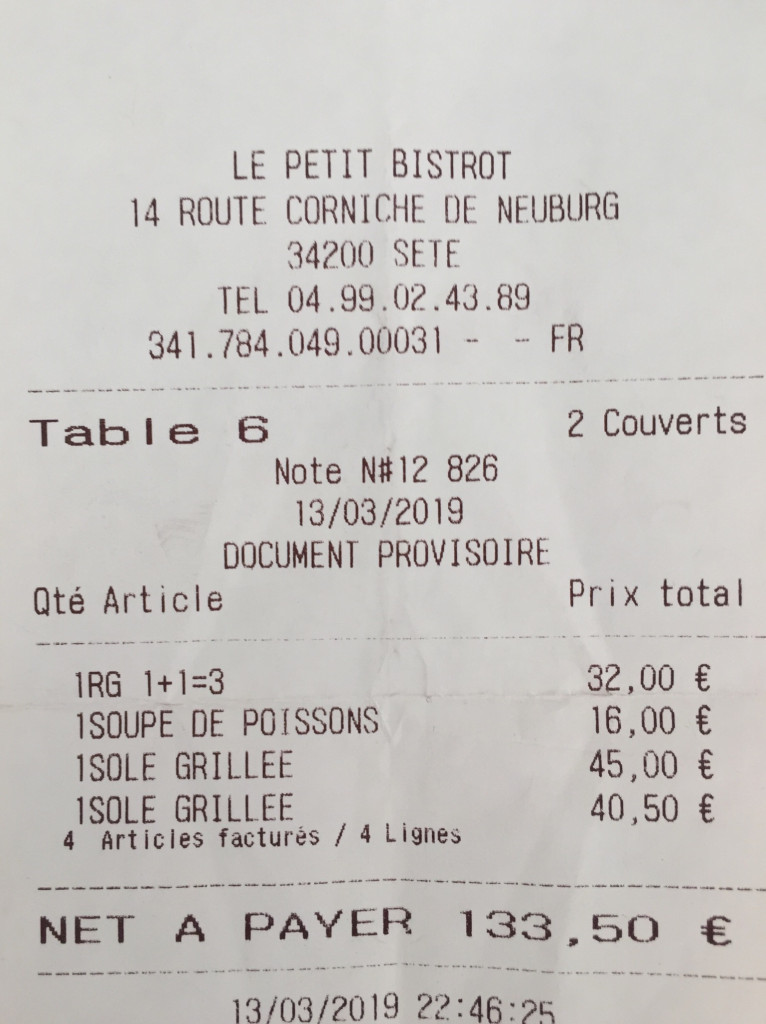 LE PETIT BISTROT
14 ROUTE CORNICHE DE NEUBURG
34200 SETE
TEL 04.99.02.43.89
341.784.049.00031 - - FR
Table 6 2 Couverts
Note N#12 826
13/03/2019
DOCUMENT PROVISOIRE
Qté Article Prix total
1RG 1+1=3 32,00 €
1SOUPE DE POISSONS 16,00 €
1SOLE GRILLEE 45,00 €
1SOLE GRILLEE 40,50 €
4 Articles facturés / 4 Lignes
NET A PAYER 133,50 €
13/03/2019 22:46:25